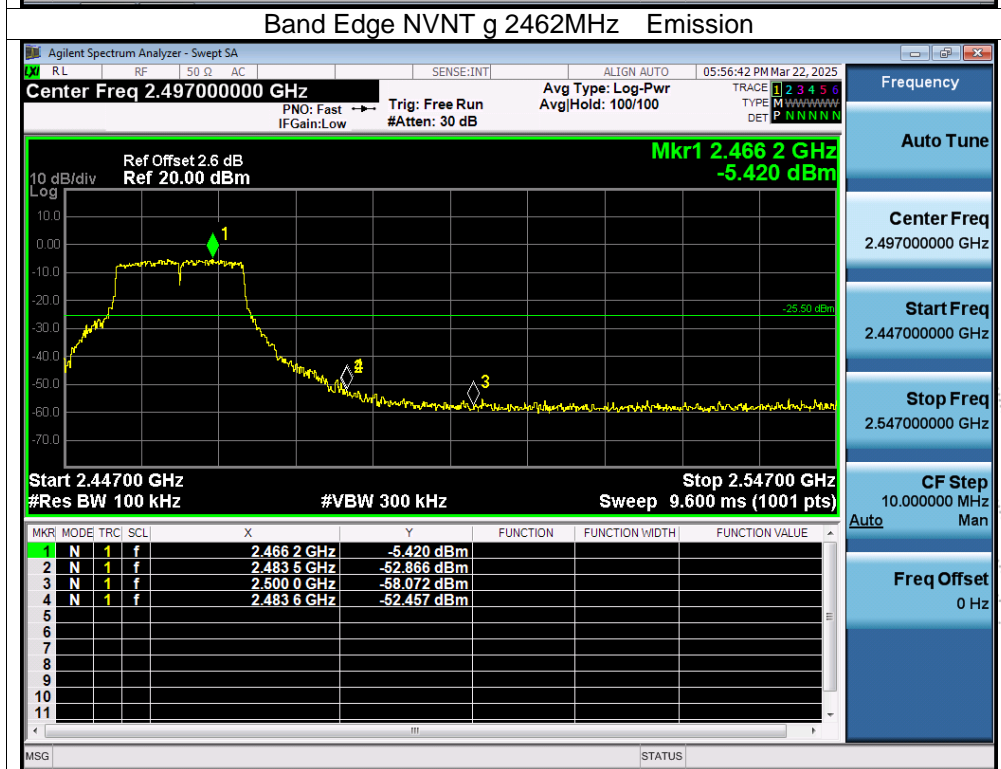 Band Edge NVNT g 2462MHz Emission
Agilent Spectrum Analyzer - Swept SA
LXI RL RF 50 Ω AC SENSE:INT ALIGN AUTO 05:56:42 PM Mar 22, 2025
Center Freq 2.497000000 GHz
PNO: Fast
IFGain:Low
Trig: Free Run
#Atten: 30 dB
Avg Type: Log-Pwr
Avg|Hold: 100/100
TRACE 1 2 3 4 5 6
TYPE M WWWWW
DET P N N N N N
Mkr1 2.466 2 GHz
-5.420 dBm
Ref Offset 2.6 dB
10 dB/div Ref 20.00 dBm
Log
10.0
0.00
-10.0
-20.0
-30.0
-40.0
-50.0
-60.0
-70.0
1
-25.50 dBm
3
Start 2.44700 GHz Stop 2.54700 GHz
#Res BW 100 kHz #VBW 300 kHz Sweep 9.600 ms (1001 pts)
MKR MODE TRC SCL X Y FUNCTION FUNCTION WIDTH FUNCTION VALUE
1 N 1 f 2.466 2 GHz -5.420 dBm
2 N 1 f 2.483 5 GHz -52.866 dBm
3 N 1 f 2.500 0 GHz -58.072 dBm
4 N 1 f 2.483 6 GHz -52.457 dBm
5
6
7
8
9
10
11
MSG STATUS
Frequency
Auto Tune
Center Freq
2.497000000 GHz
Start Freq
2.447000000 GHz
Stop Freq
2.547000000 GHz
CF Step
10.000000 MHz
Auto Man
Freq Offset
0 Hz